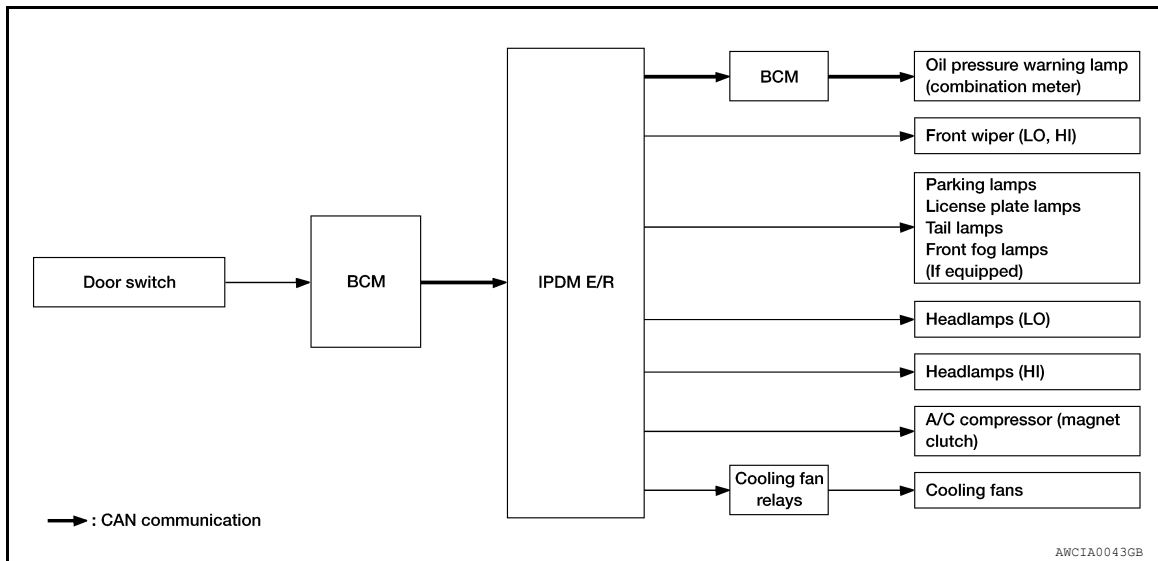 Door switch
BCM
IPDM E/R
BCM
Oil pressure warning lamp
(combination meter)
Front wiper (LO, HI)
Parking lamps
License plate lamps
Tail lamps
Front fog lamps
(If equipped)
Headlamps (LO)
Headlamps (HI)
A/C compressor (magnet
clutch)
Cooling fan
relays
Cooling fans
: CAN communication
AWCIA0043GB